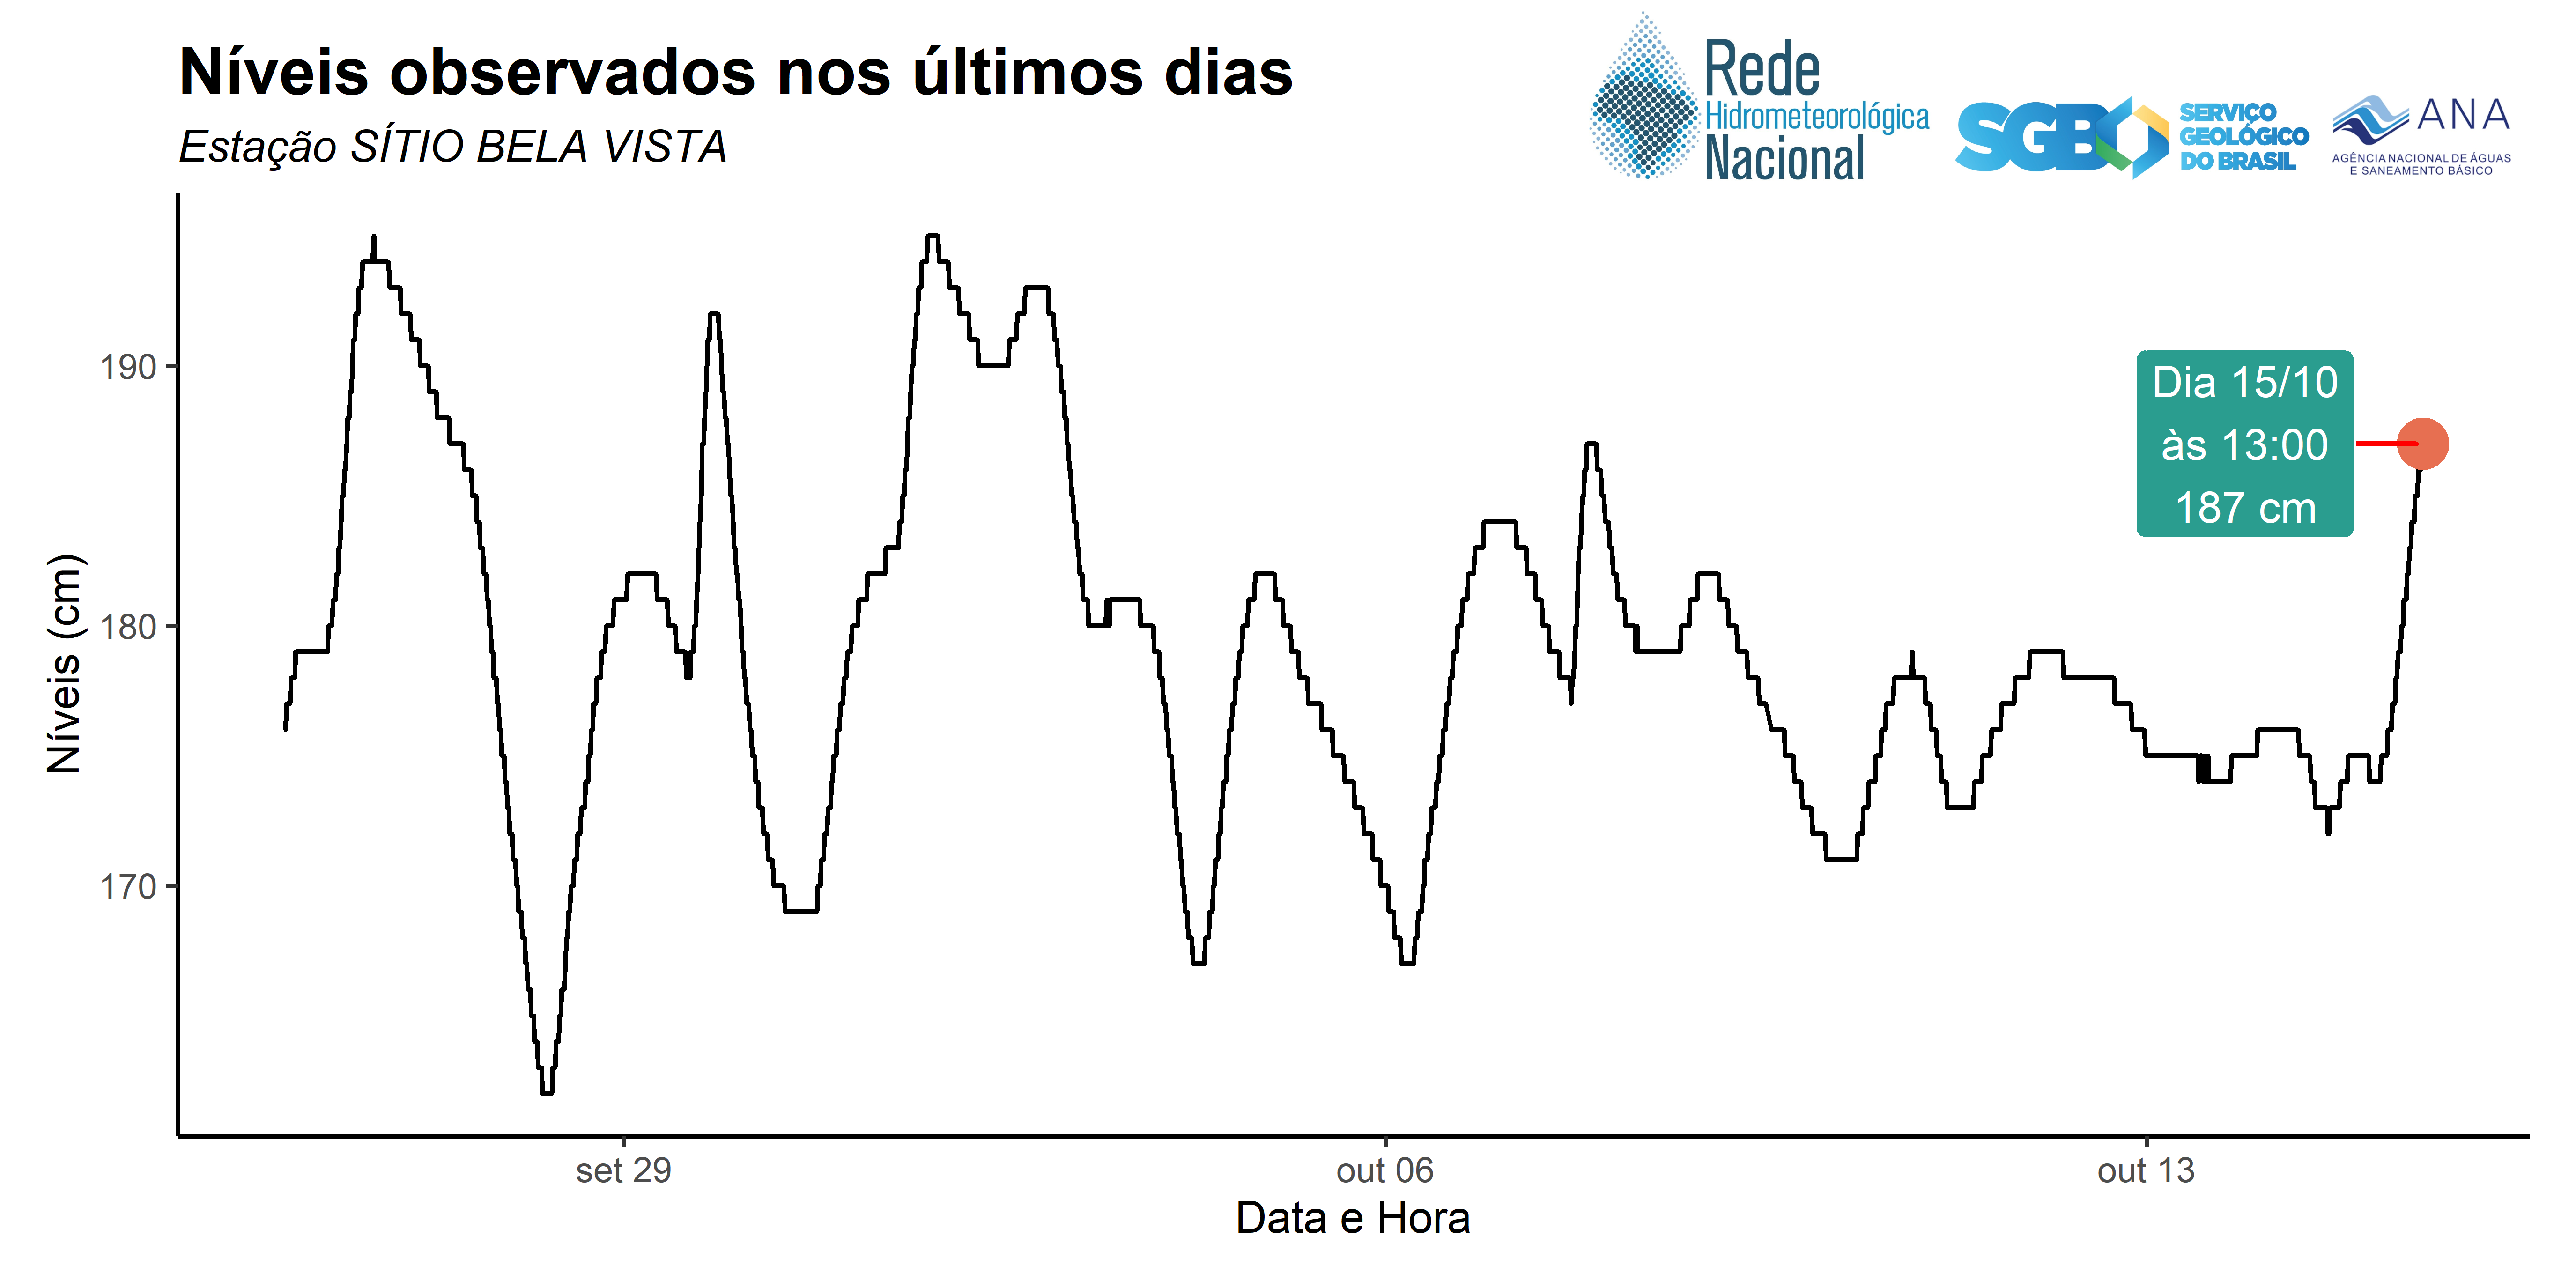 Níveis observados nos últimos dias
Estação SÍTIO BELA VISTA
Rede
Hidrometeorológica
Nacional
SGB
SERVIÇO
GEOLÓGICO
DO BRASIL
ANA
AGÊNCIA NACIONAL DE ÁGUAS
E SANEAMENTO BÁSICO
Níveis (cm)
190
180
170
Dia 15/10
às 13:00
187 cm
set 29
out 06
out 13
Data e Hora